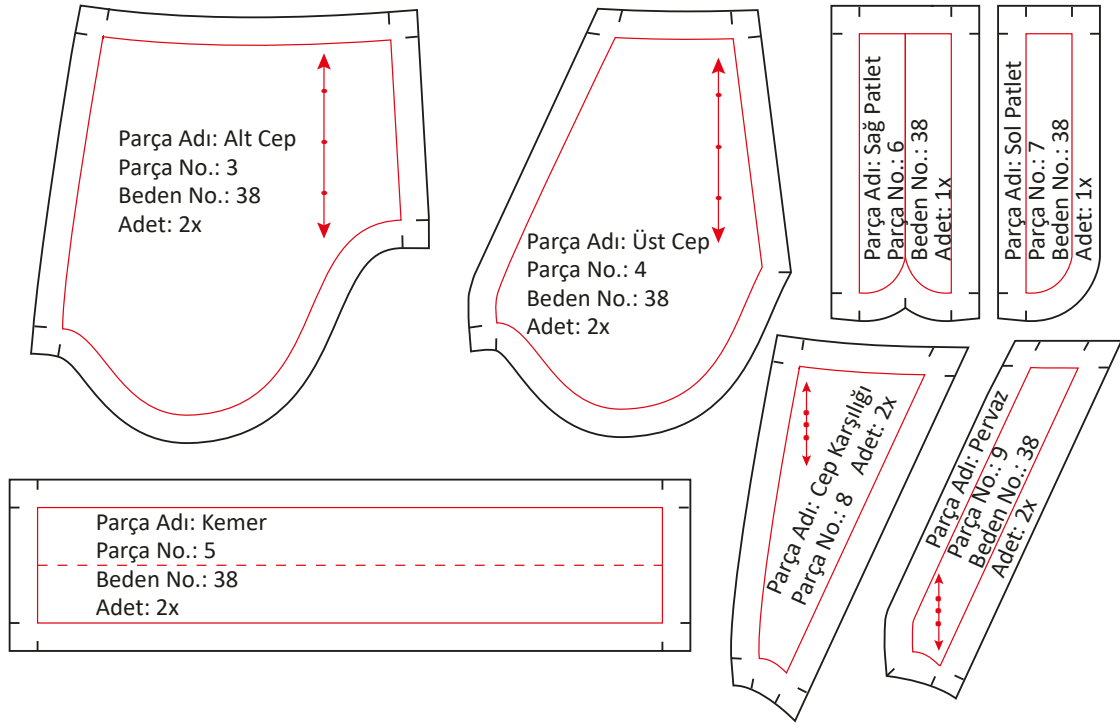 Parça Adı: Alt Cep
Parça No.: 3
Beden No.: 38
Adet: 2x
Parça Adı: Üst Cep
Parça No.: 4
Beden No.: 38
Adet: 2x
Parça Adı: Sağ Patlet
Parça No.: 6
Beden No.: 38
Adet: 1x
Parça Adı: Sol Patlet
Parça No.: 7
Beden No.: 38
Adet: 1x
Parça Adı: Kemer
Parça No.: 5
Beden No.: 38
Adet: 2x
Parça Adı: Cep Karşılığı
Parça No.: 8 Adet: 2x
Parça Adı: Pervaz
Parça No.: 9
Beden No.: 38
Adet: 2x